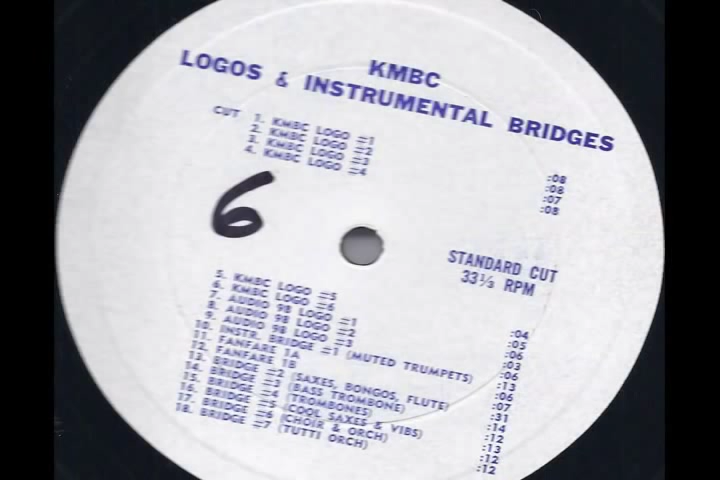 KMBC
LOGOS & INSTRUMENTAL BRIDGES
CUT 1. KMBC LOGO #1 :08
2. KMBC LOGO #2 :08
3. KMBC LOGO #3 :07
4. KMBC LOGO #4 :08
6
STANDARD CUT
33⅓ RPM
5. KMBC LOGO #5 :04
6. KMBC LOGO #6 :05
7. AUDIO 98 LOGO #1 :06
8. AUDIO 98 LOGO #2 :03
9. AUDIO 98 LOGO #3 :06
10. INSTR. BRIDGE #1 (MUTED TRUMPETS) :13
11. FANFARE 1A :06
12. FANFARE 1B :07
13. BRIDGE #2 (SAXES, BONGOS, FLUTE) :31
14. BRIDGE #3 (BASS TROMBONE) :14
15. BRIDGE #4 (TROMBONES) :12
16. BRIDGE #5 (COOL SAXES & VIBS) :13
17. BRIDGE #6 (CHOIR & ORCH) :12
18. BRIDGE #7 (TUTTI ORCH) :12